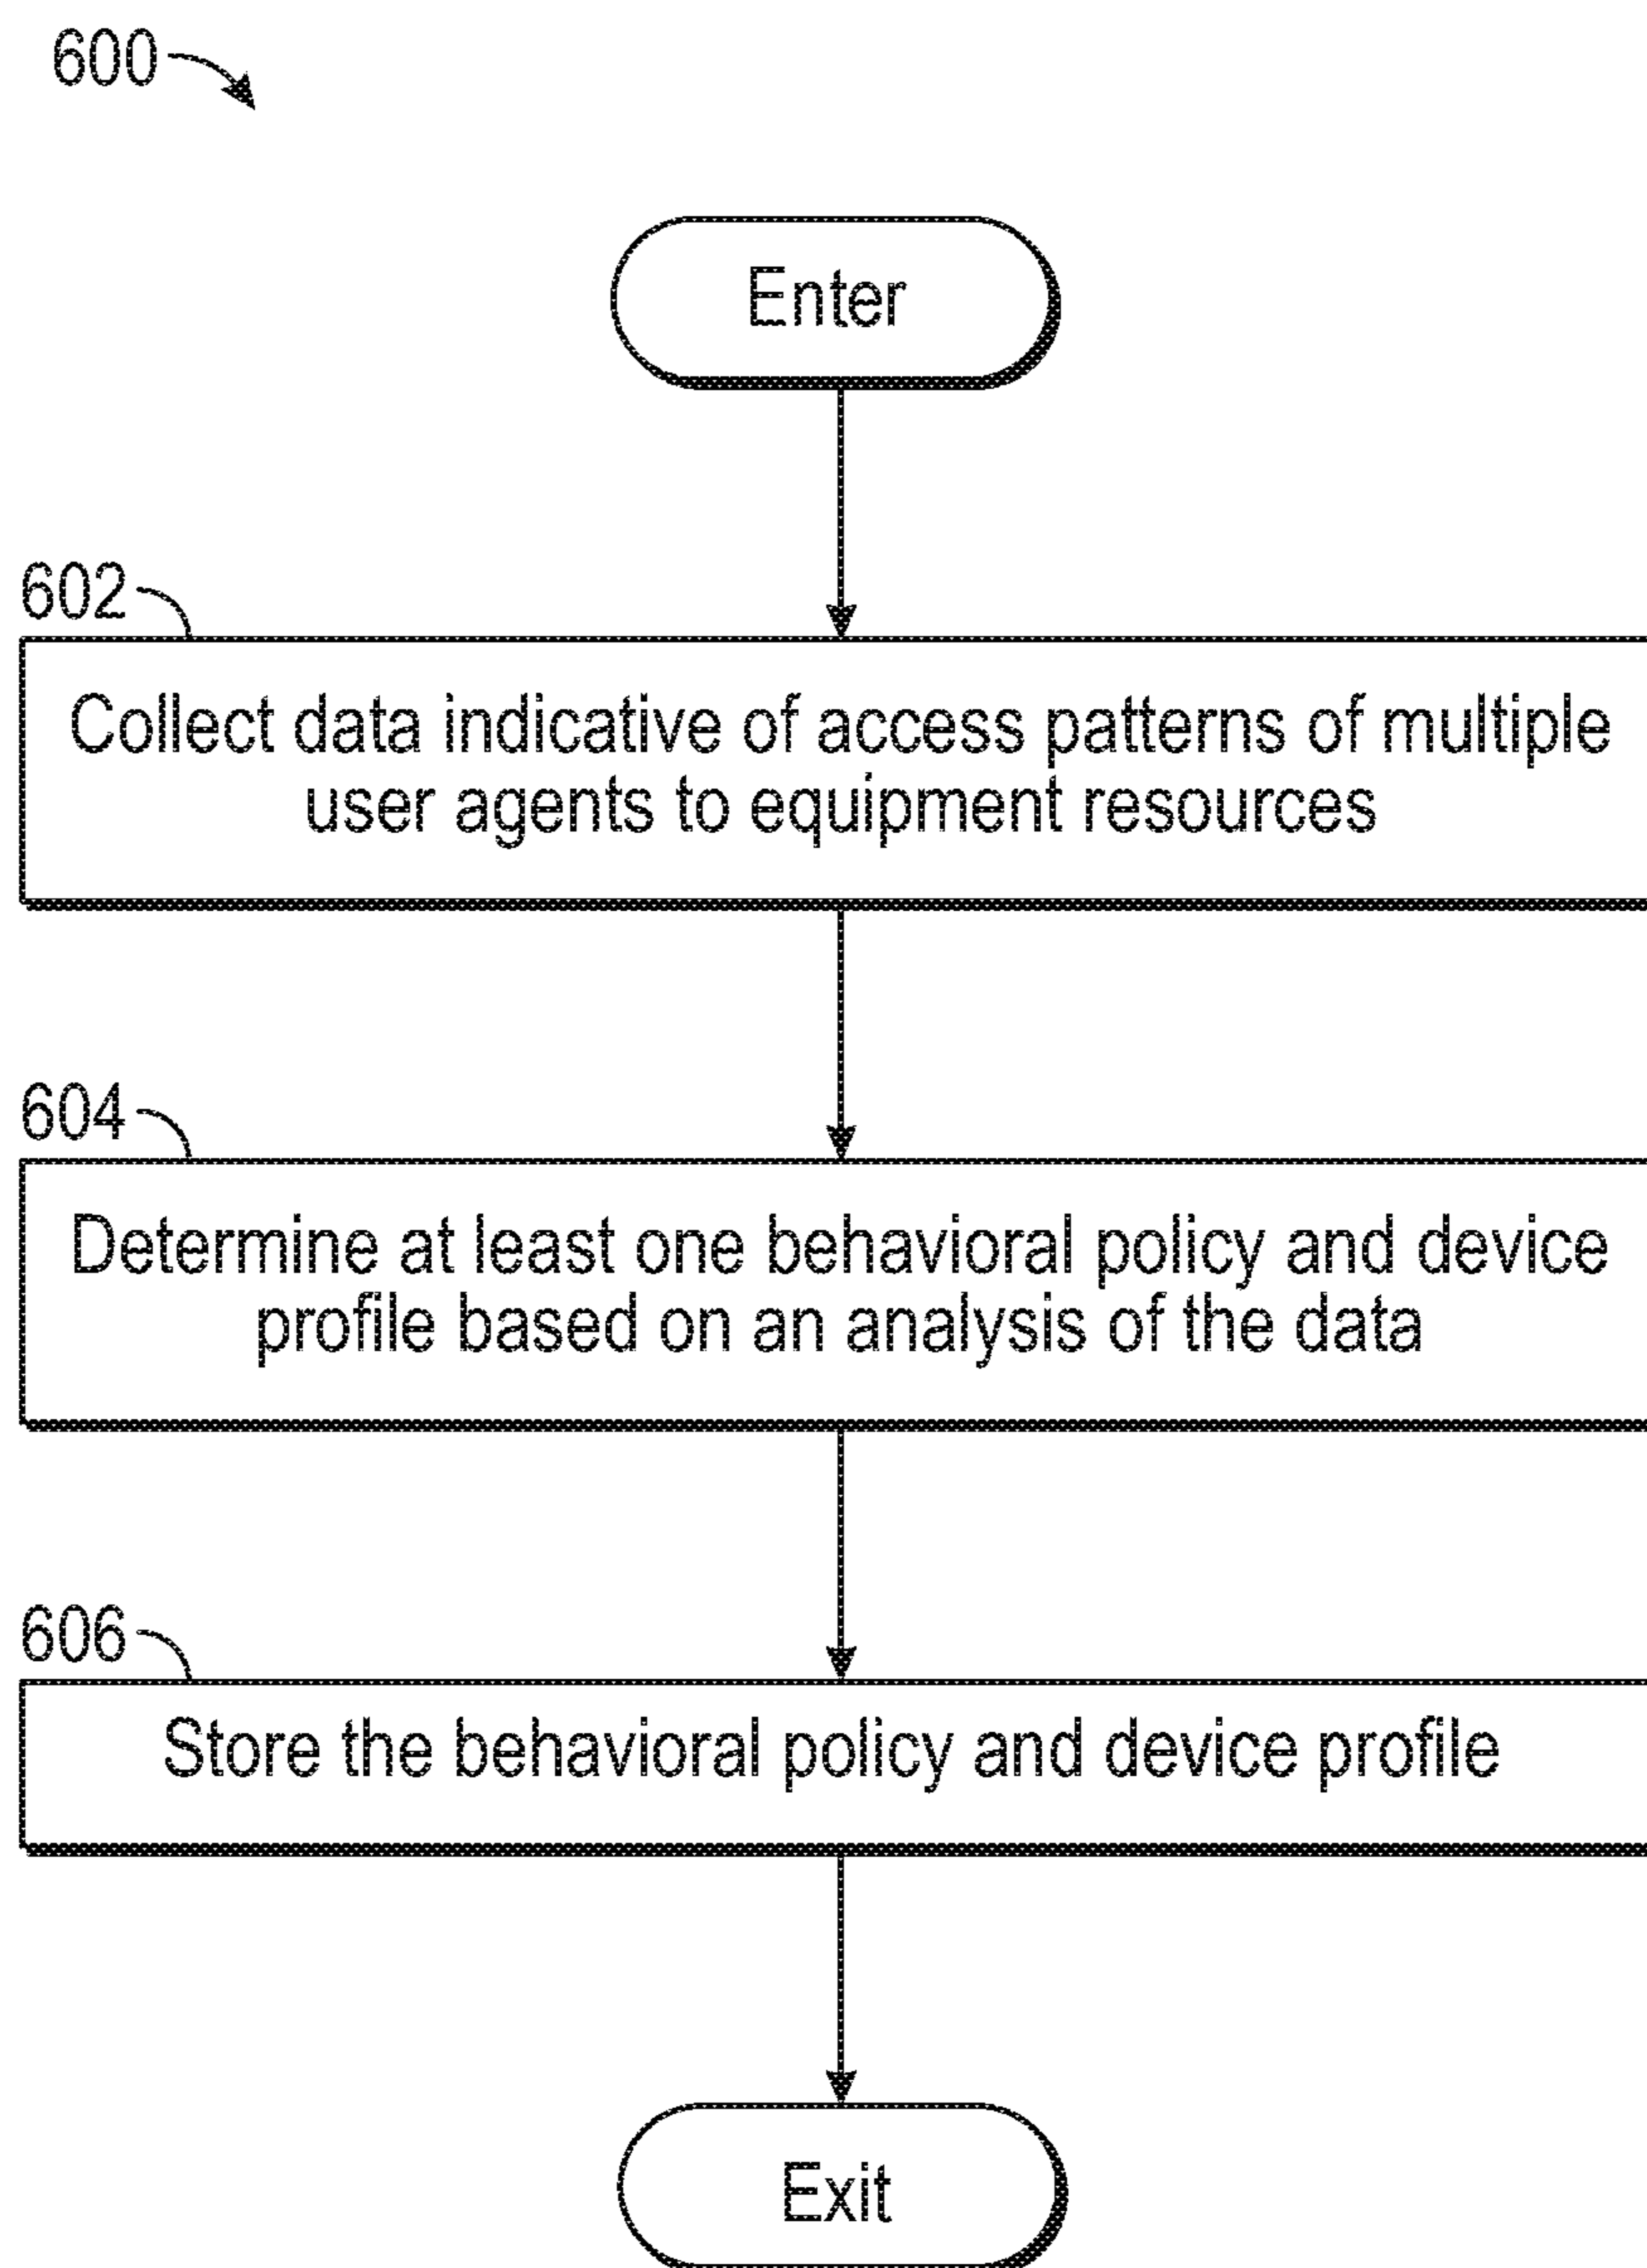 600
Enter
602
Collect data indicative of access patterns of multiple
user agents to equipment resources
604
Determine at least one behavioral policy and device
profile based on an analysis of the data
606
Store the behavioral policy and device profile
Exit